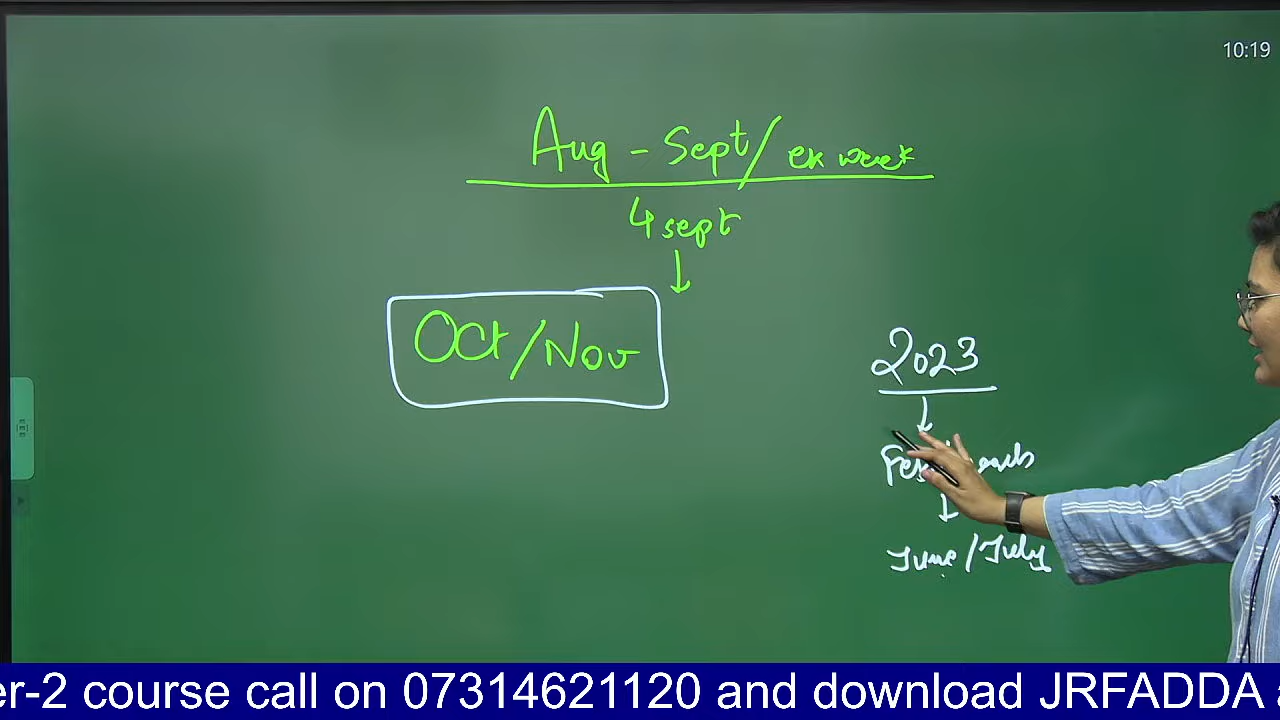 10:19
Aug - Sept/ ek week
4 sept
Oct/Nov
2023
June/July
er-2 course call on 07314621120 and download JRFADDA a